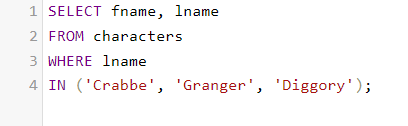 1 SELECT fname, lname
2 FROM characters
3 WHERE lname
4 IN ('Crabbe', 'Granger', 'Diggory');